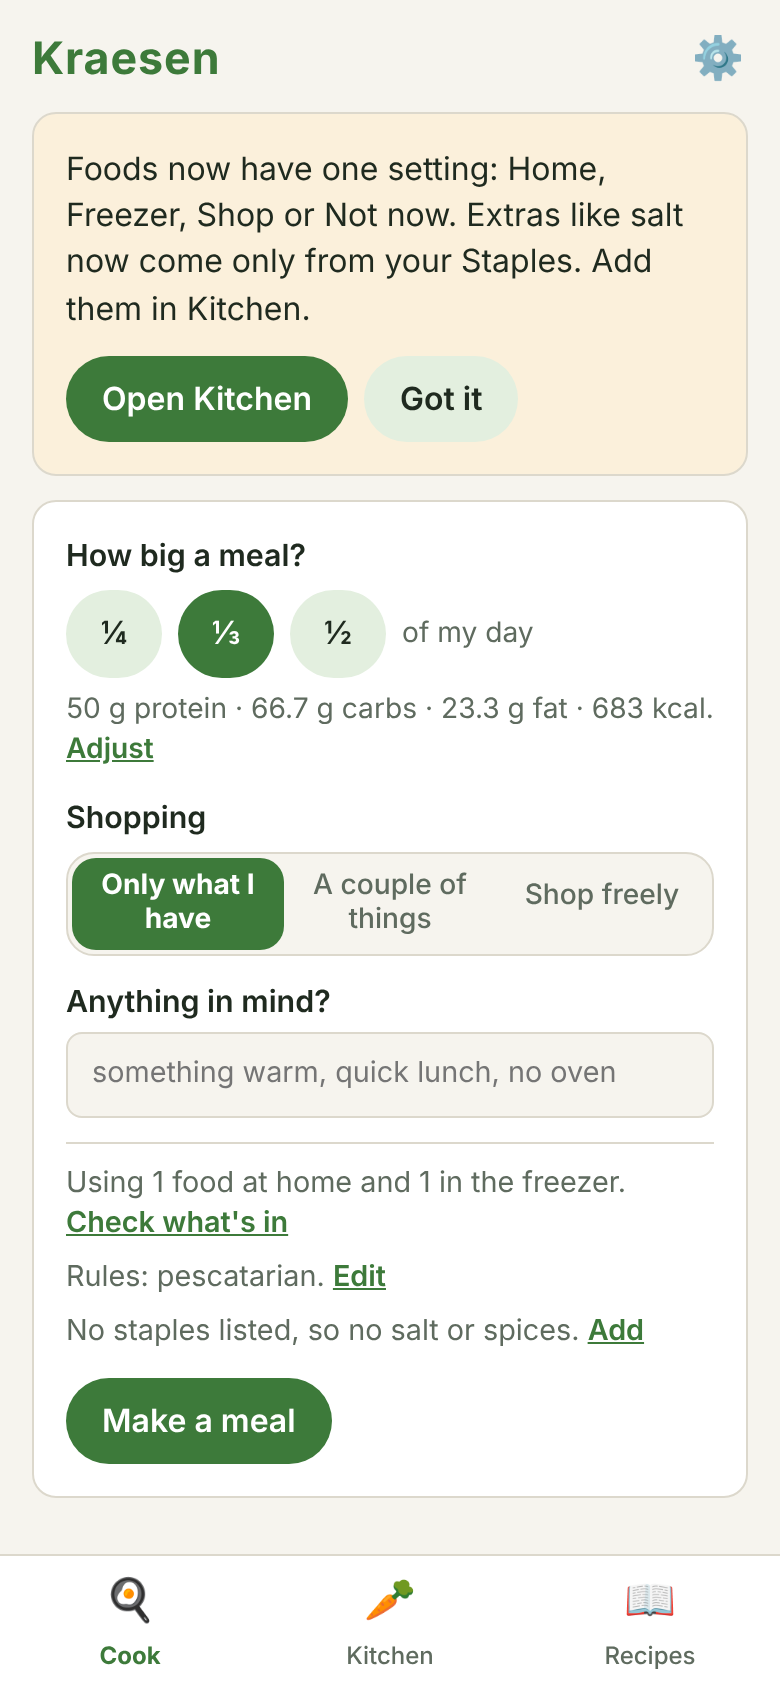 Kraesen
Foods now have one setting: Home,
Freezer, Shop or Not now. Extras like salt
now come only from your Staples. Add
them in Kitchen.
Open Kitchen
Got it
How big a meal?
¼
⅓
½
of my day
50 g protein · 66.7 g carbs · 23.3 g fat · 683 kcal.
Adjust
Shopping
Only what I
have
A couple of
things
Shop freely
Anything in mind?
something warm, quick lunch, no oven
Using 1 food at home and 1 in the freezer.
Check what's in
Rules: pescatarian. Edit
No staples listed, so no salt or spices. Add
Make a meal
Cook
Kitchen
Recipes